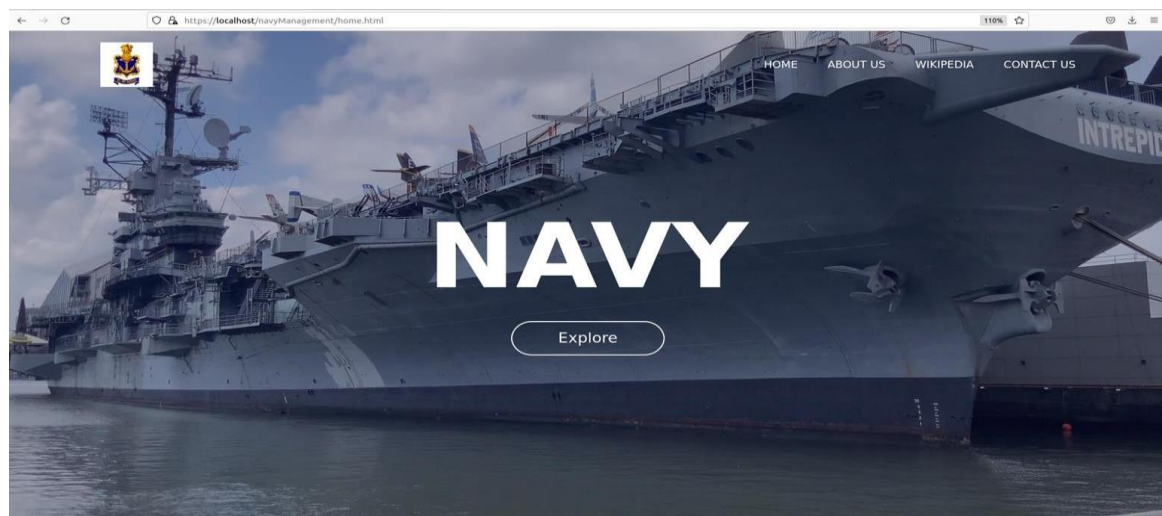 https://localhost/navyManagement/home.html
110%
HOME ABOUT US WIKIPEDIA CONTACT US
INTREPID
NAVY
Explore